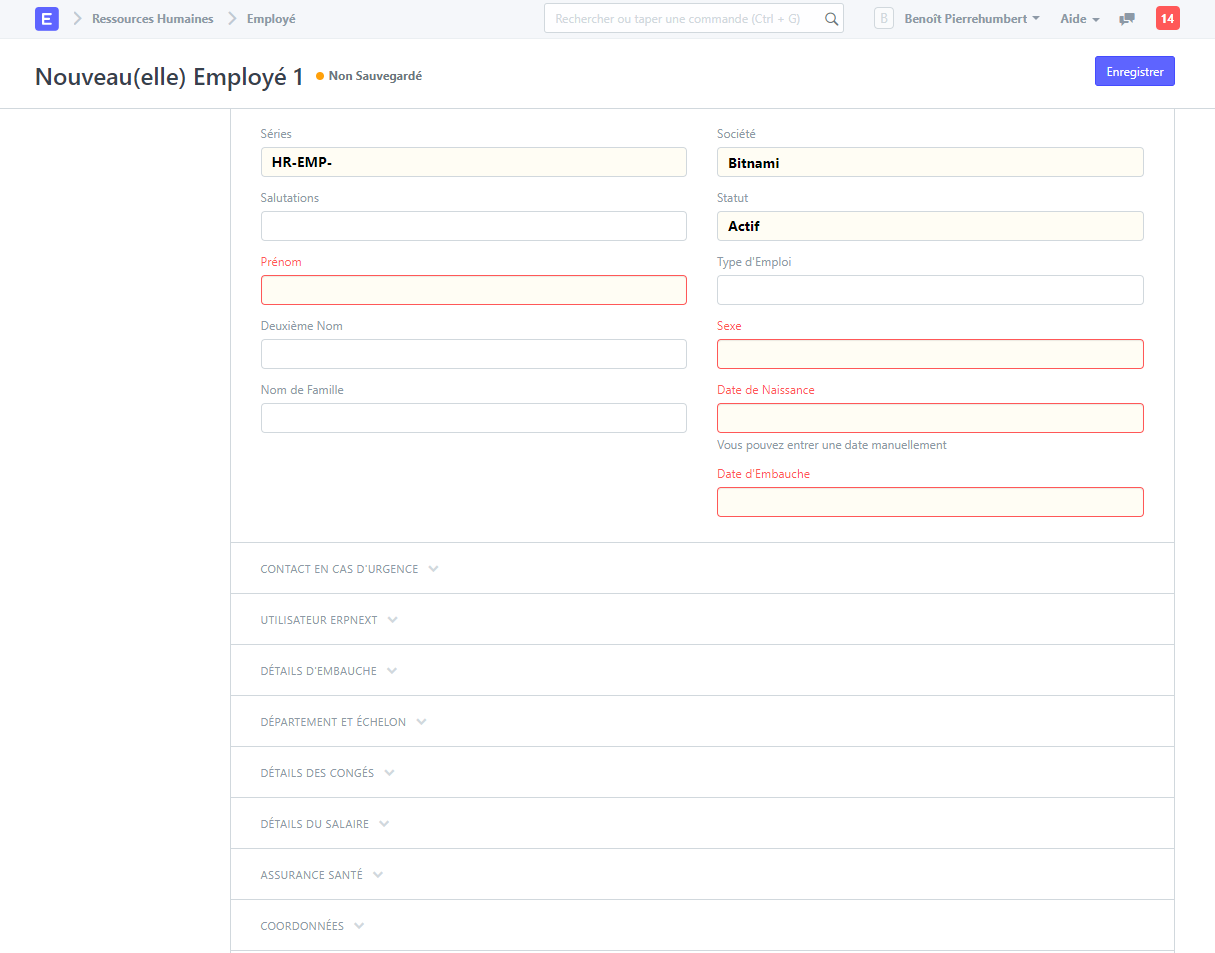 E Ressources Humaines Employé Rechercher ou taper une commande (Ctrl + G) B Benoît Pierrehumbert Aide 14
Nouveau(elle) Employé 1 Non Sauvegardé Enregistrer
Séries
HR-EMP-
Salutations
Prénom
Deuxième Nom
Nom de Famille
Société
Bitnami
Statut
Actif
Type d'Emploi
Sexe
Date de Naissance
Vous pouvez entrer une date manuellement
Date d'Embauche
CONTACT EN CAS D'URGENCE
UTILISATEUR ERPNEXT
DÉTAILS D'EMBAUCHE
DÉPARTEMENT ET ÉCHELON
DÉTAILS DES CONGÉS
DÉTAILS DU SALAIRE
ASSURANCE SANTÉ
COORDONNÉES